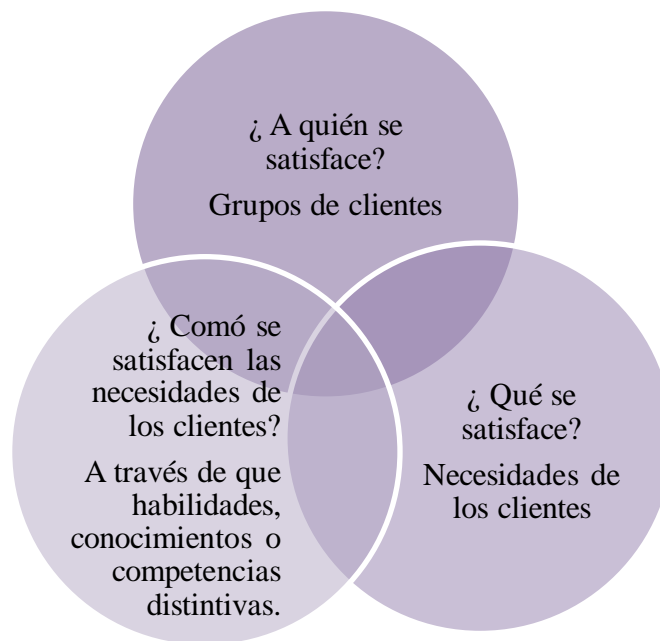 ¿ A quién se
satisface?
Grupos de clientes
¿ Comó se
satisfacen las
necesidades de
los clientes?
A través de que
habilidades,
conocimientos o
competencias
distintivas.
¿ Qué se
satisface?
Necesidades de
los clientes